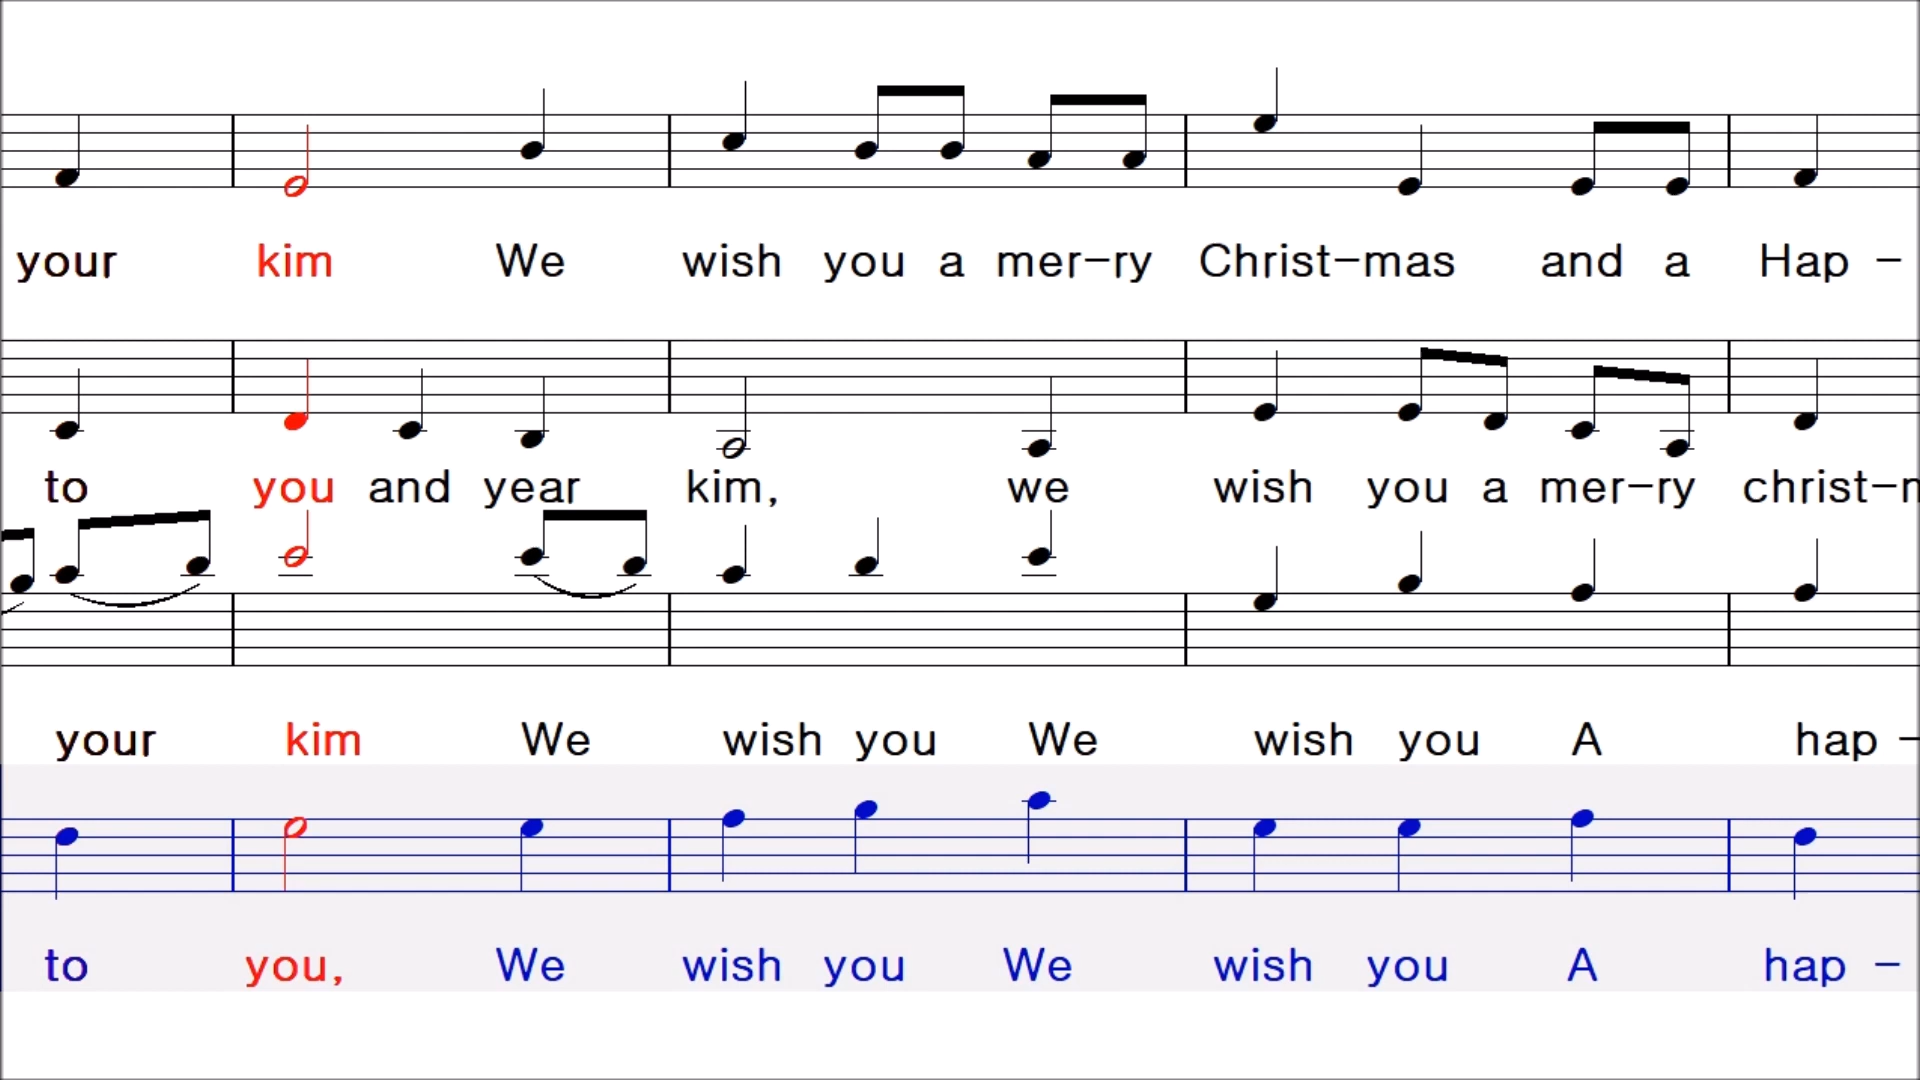 your kim We wish you a mer-ry Christ-mas and a Hap -
to you and year kim, we wish you a mer-ry christ-m
your kim We wish you We wish you A hap -
to you, We wish you We wish you A hap -